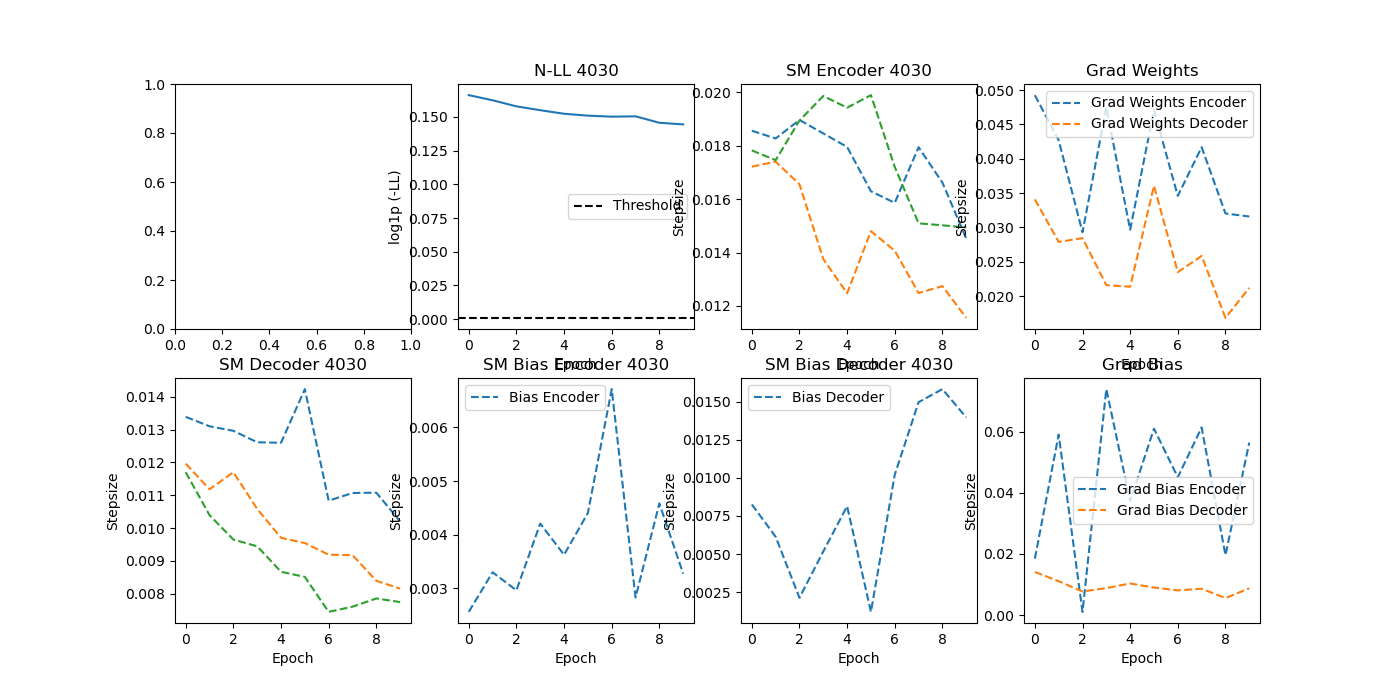 N-LL 4030
SM Encoder 4030
Grad Weights
1.0
0.8
0.6
0.4
0.2
0.0
0.0 0.2 0.4 0.6 0.8 1.0
log1p (-LL)
0.150
0.125
0.100
0.075
0.050
0.025
0.000
Threshold
0 2 4 6 8
Epoch
Stepsize
0.020
0.018
0.016
0.014
0.012
0 2 4 6 8
Epoch
Stepsize
0.050
0.045
0.040
0.035
0.030
0.025
0.020
Grad Weights Encoder
Grad Weights Decoder
0 2 4 6 8
Epoch
SM Decoder 4030
SM Bias Encoder 4030
SM Bias Decoder 4030
Grad Bias
Stepsize
0.014
0.013
0.012
0.011
0.010
0.009
0.008
0 2 4 6 8
Epoch
Stepsize
0.006
0.005
0.004
0.003
Bias Encoder
0 2 4 6 8
Epoch
Stepsize
0.0150
0.0125
0.0100
0.0075
0.0050
0.0025
Bias Decoder
0 2 4 6 8
Epoch
Stepsize
0.06
0.04
0.02
0.00
Grad Bias Encoder
Grad Bias Decoder
0 2 4 6 8
Epoch